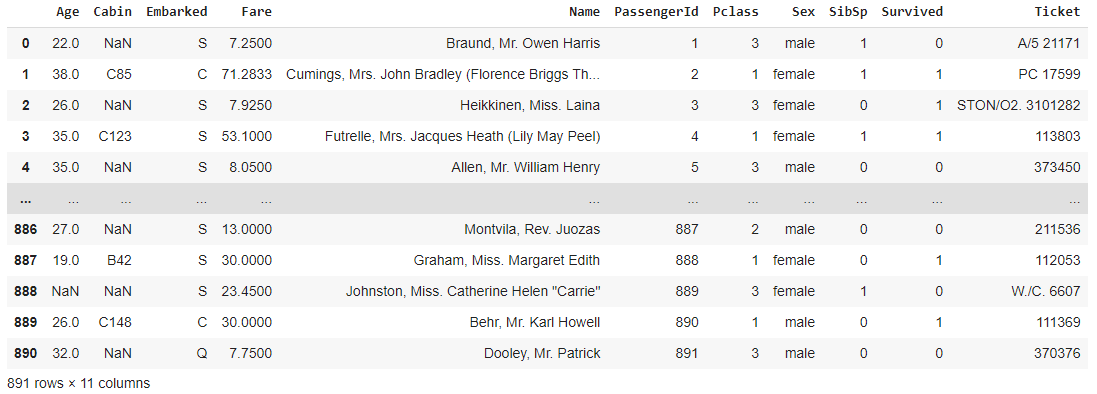 Age Cabin Embarked Fare Name PassengerId Pclass Sex SibSp Survived Ticket
0 22.0 NaN S 7.2500 Braund, Mr. Owen Harris 1 3 male 1 0 A/5 21171
1 38.0 C85 C 71.2833 Cumings, Mrs. John Bradley (Florence Briggs Th... 2 1 female 1 1 PC 17599
2 26.0 NaN S 7.9250 Heikkinen, Miss. Laina 3 3 female 0 1 STON/O2. 3101282
3 35.0 C123 S 53.1000 Futrelle, Mrs. Jacques Heath (Lily May Peel) 4 1 female 1 1 113803
4 35.0 NaN S 8.0500 Allen, Mr. William Henry 5 3 male 0 0 373450
... ... ... ... ... ... ... ... ... ... ... ...
886 27.0 NaN S 13.0000 Montvila, Rev. Juozas 887 2 male 0 0 211536
887 19.0 B42 S 30.0000 Graham, Miss. Margaret Edith 888 1 female 0 1 112053
888 NaN NaN S 23.4500 Johnston, Miss. Catherine Helen "Carrie" 889 3 female 1 0 W./C. 6607
889 26.0 C148 C 30.0000 Behr, Mr. Karl Howell 890 1 male 0 1 111369
890 32.0 NaN Q 7.7500 Dooley, Mr. Patrick 891 3 male 0 0 370376
891 rows × 11 columns